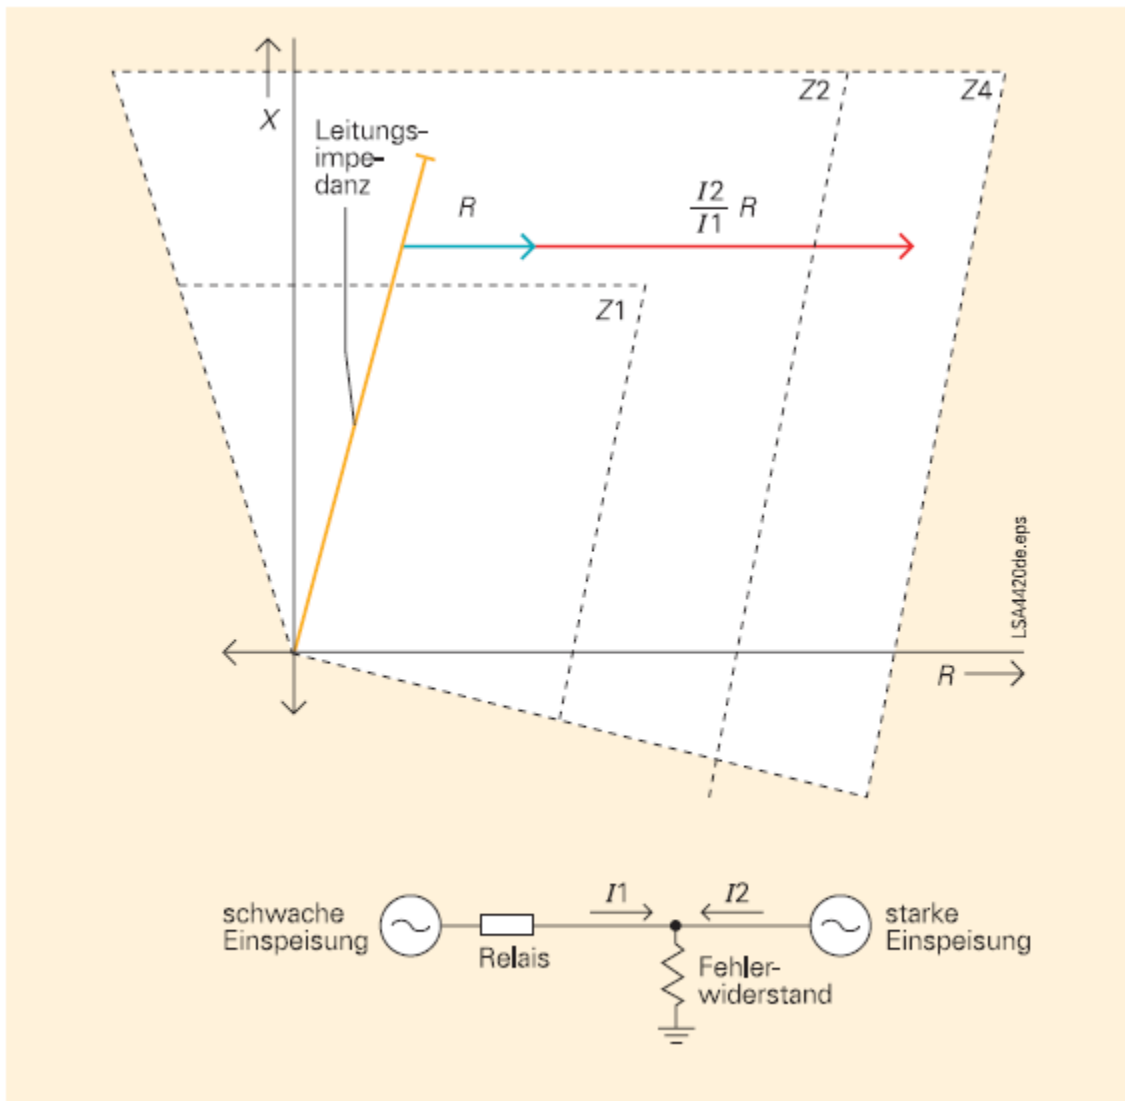 X
Z2
Z4
Leitungs-
impe-
danz
R
I2
I1
R
Z1
LSA4420de.eps
R
I1
I2
schwache
Einspeisung
starke
Einspeisung
Relais
Fehler-
widerstand